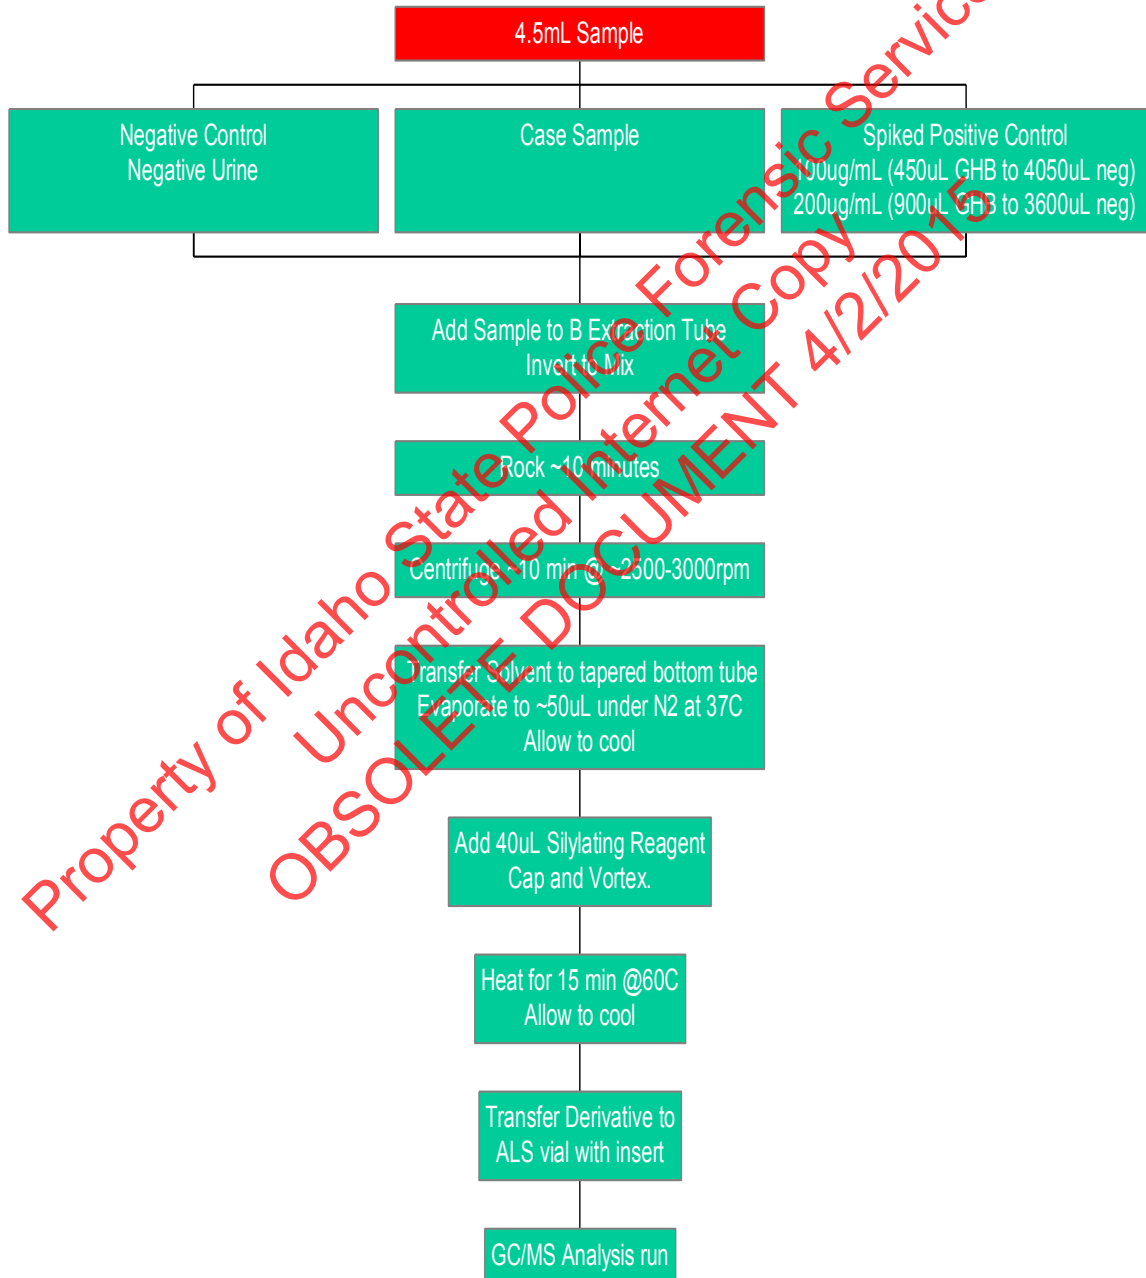 4.5mL Sample
Negative Control
Negative Urine
Case Sample
Spiked Positive Control
100ug/mL (450uL GHB to 4050uL neg)
200ug/mL (900uL GHB to 3600uL neg)
Add Sample to B Extraction Tube
Invert to Mix
Rock ~10 minutes
Centrifuge ~10 min @ ~2500-3000rpm
Transfer Solvent to tapered bottom tube
Evaporate to ~50uL under N2 at 37C
Allow to cool
Add 40uL Silylating Reagent
Cap and Vortex.
Heat for 15 min @60C
Allow to cool
Transfer Derivative to
ALS vial with insert
GC/MS Analysis run
Property of Idaho State Police Forensic Service
Uncontrolled Internet Copy
OBSOLETE DOCUMENT 4/2/2015